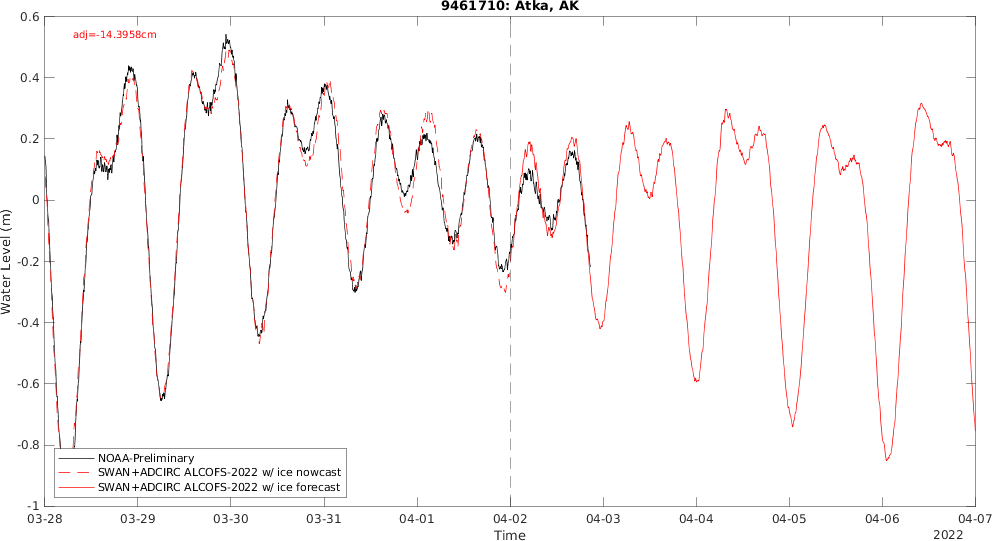 9461710: Atka, AK
adj=-14.3958cm
Water Level (m)
0.6
0.4
0.2
0
-0.2
-0.4
-0.6
-0.8
-1
NOAA-Preliminary
SWAN+ADCIRC ALCOFS-2022 w/ ice nowcast
SWAN+ADCIRC ALCOFS-2022 w/ ice forecast
03-28 03-29 03-30 03-31 04-01 04-02 04-03 04-04 04-05 04-06 04-07
Time
2022